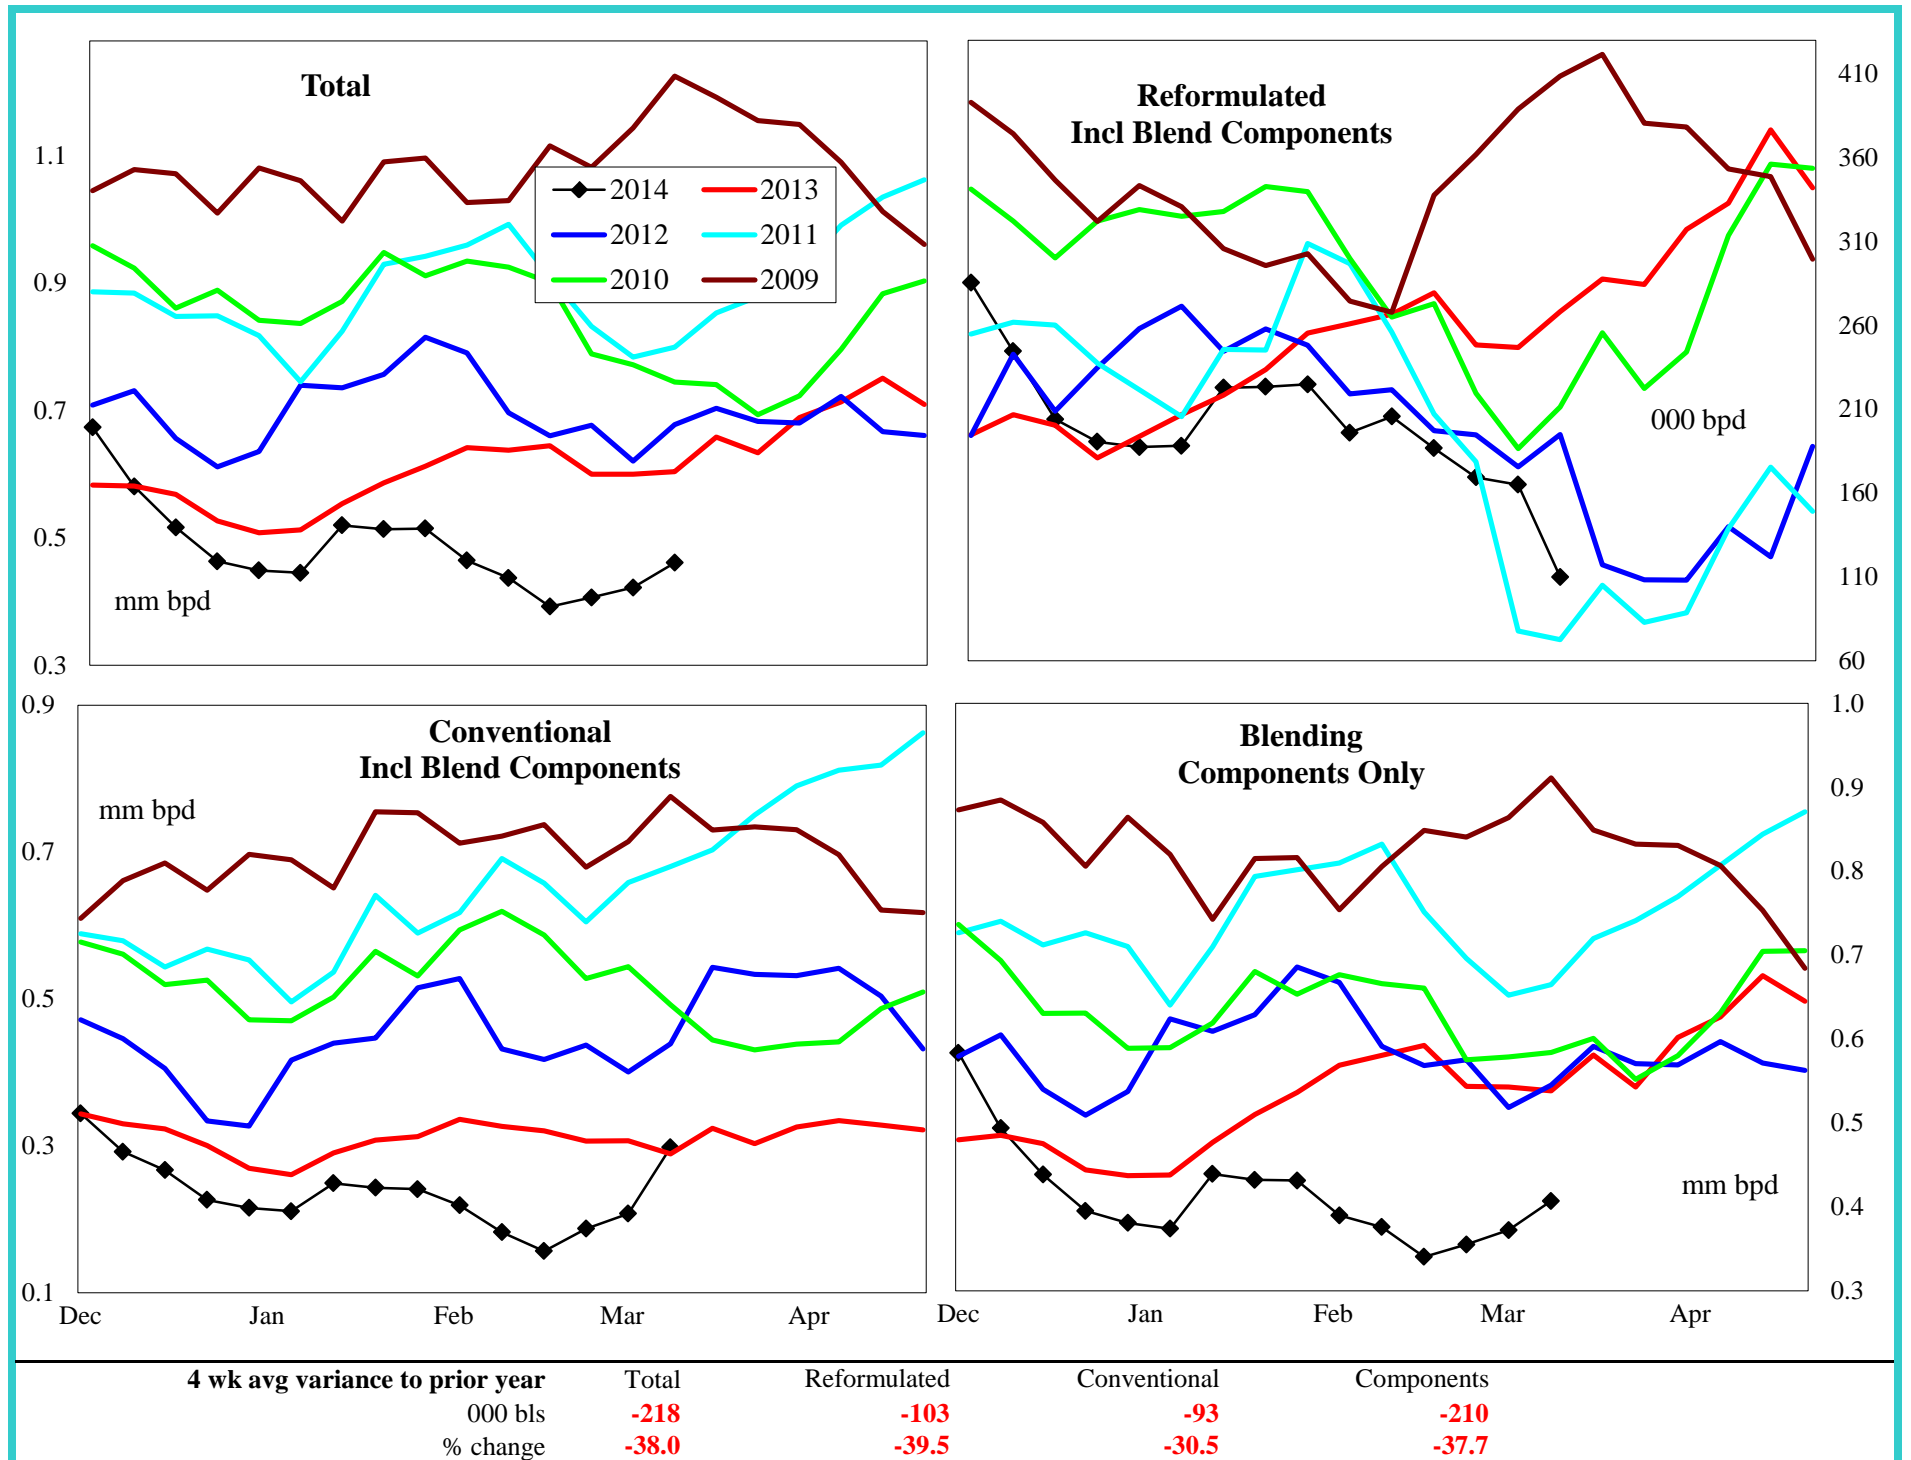 Total
1.1
0.9
0.7
0.5
0.3
mm bpd
2014 2013
2012 2011
2010 2009
Reformulated
Incl Blend Components
410
360
310
260
210
160
110
60
000 bpd
Conventional
Incl Blend Components
mm bpd
0.9
0.7
0.5
0.3
0.1
Dec Jan Feb Mar Apr
Blending
Components Only
1.0
0.9
0.8
0.7
0.6
0.5
0.4
0.3
mm bpd
Dec Jan Feb Mar Apr
4 wk avg variance to prior year Total Reformulated Conventional Components
000 bls -218 -103 -93 -210
% change -38.0 -39.5 -30.5 -37.7